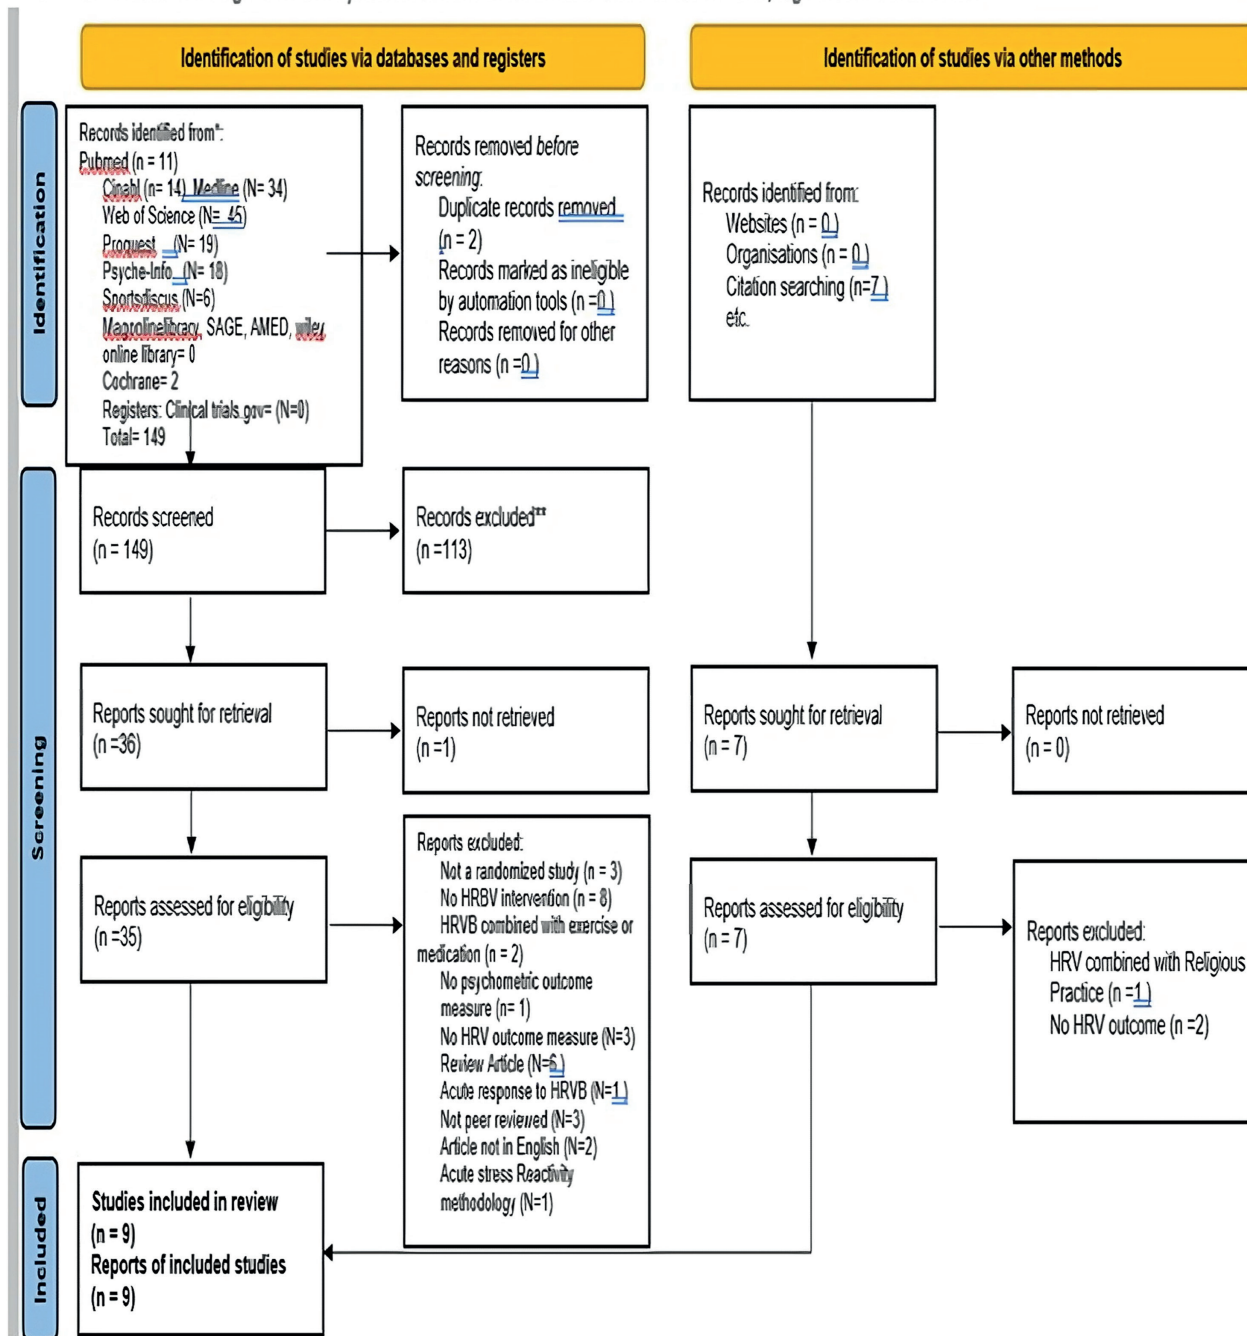 Identification of studies via databases and registers
Identification of studies via other methods
Identification
Records identified from*:
Pubmed (n = 11)
Cinahl (n= 14) Medline (N= 34)
Web of Science (N= 45)
Proquest (N= 19)
Psyche-Info (N= 18)
Sportsdiscus (N=6)
Magrolinelibrary, SAGE, AMED, wiley
online library= 0
Cochrane= 2
Registers: Clinical trials.gov= (N=0)
Total= 149
Records removed before
screening:
Duplicate records removed
(n = 2)
Records marked as ineligible
by automation tools (n =0 )
Records removed for other
reasons (n =0 )
Records identified from:
Websites (n = 0 )
Organisations (n = 0 )
Citation searching (n=7 )
etc.
Screening
Records screened
(n = 149)
Records excluded**
(n =113)
Reports sought for retrieval
(n =36)
Reports not retrieved
(n =1)
Reports sought for retrieval
(n = 7)
Reports not retrieved
(n = 0)
Reports assessed for eligibility
(n =35)
Reports excluded:
Not a randomized study (n = 3)
No HRBV intervention (n = 8)
HRVB combined with exercise or
medication (n = 2)
No psychometric outcome
measure (n= 1)
No HRV outcome measure (N=3)
Review Article (N=6 )
Acute response to HRVB (N=1 )
Not peer reviewed (N=3)
Article not in English (N=2)
Acute stress Reactivity
methodology (N=1)
Reports assessed for eligibility
(n = 7)
Reports excluded:
HRV combined with Religious
Practice (n =1 )
No HRV outcome (n =2)
Included
Studies included in review
(n = 9)
Reports of included studies
(n = 9)